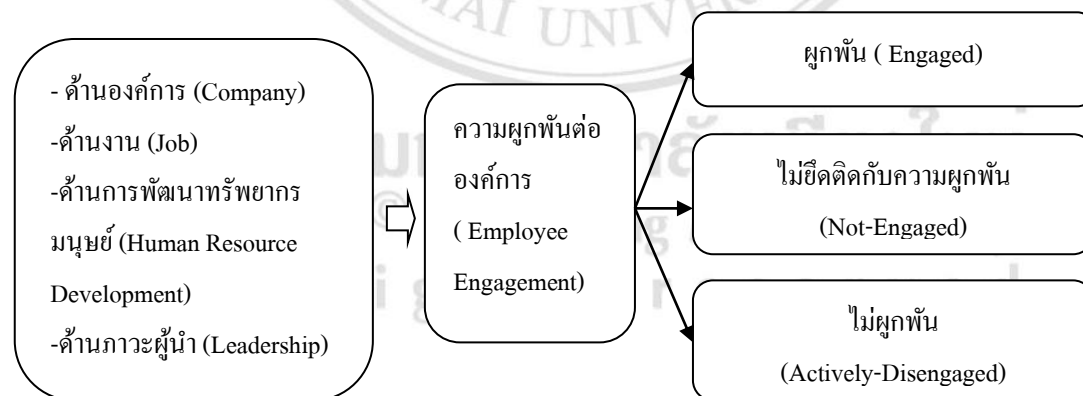 - ด้านองค์การ (Company)
-ด้านงาน (Job)
-ด้านการพัฒนาทรัพยากร
มนุษย์ (Human Resource
Development)
-ด้านภาวะผู้นำ (Leadership)
ความผูกพันต่อ
องค์การ
( Employee
Engagement)
ผูกพัน ( Engaged)
ไม่ยึดติดกับความผูกพัน
(Not-Engaged)
ไม่ผูกพัน
(Actively-Disengaged)